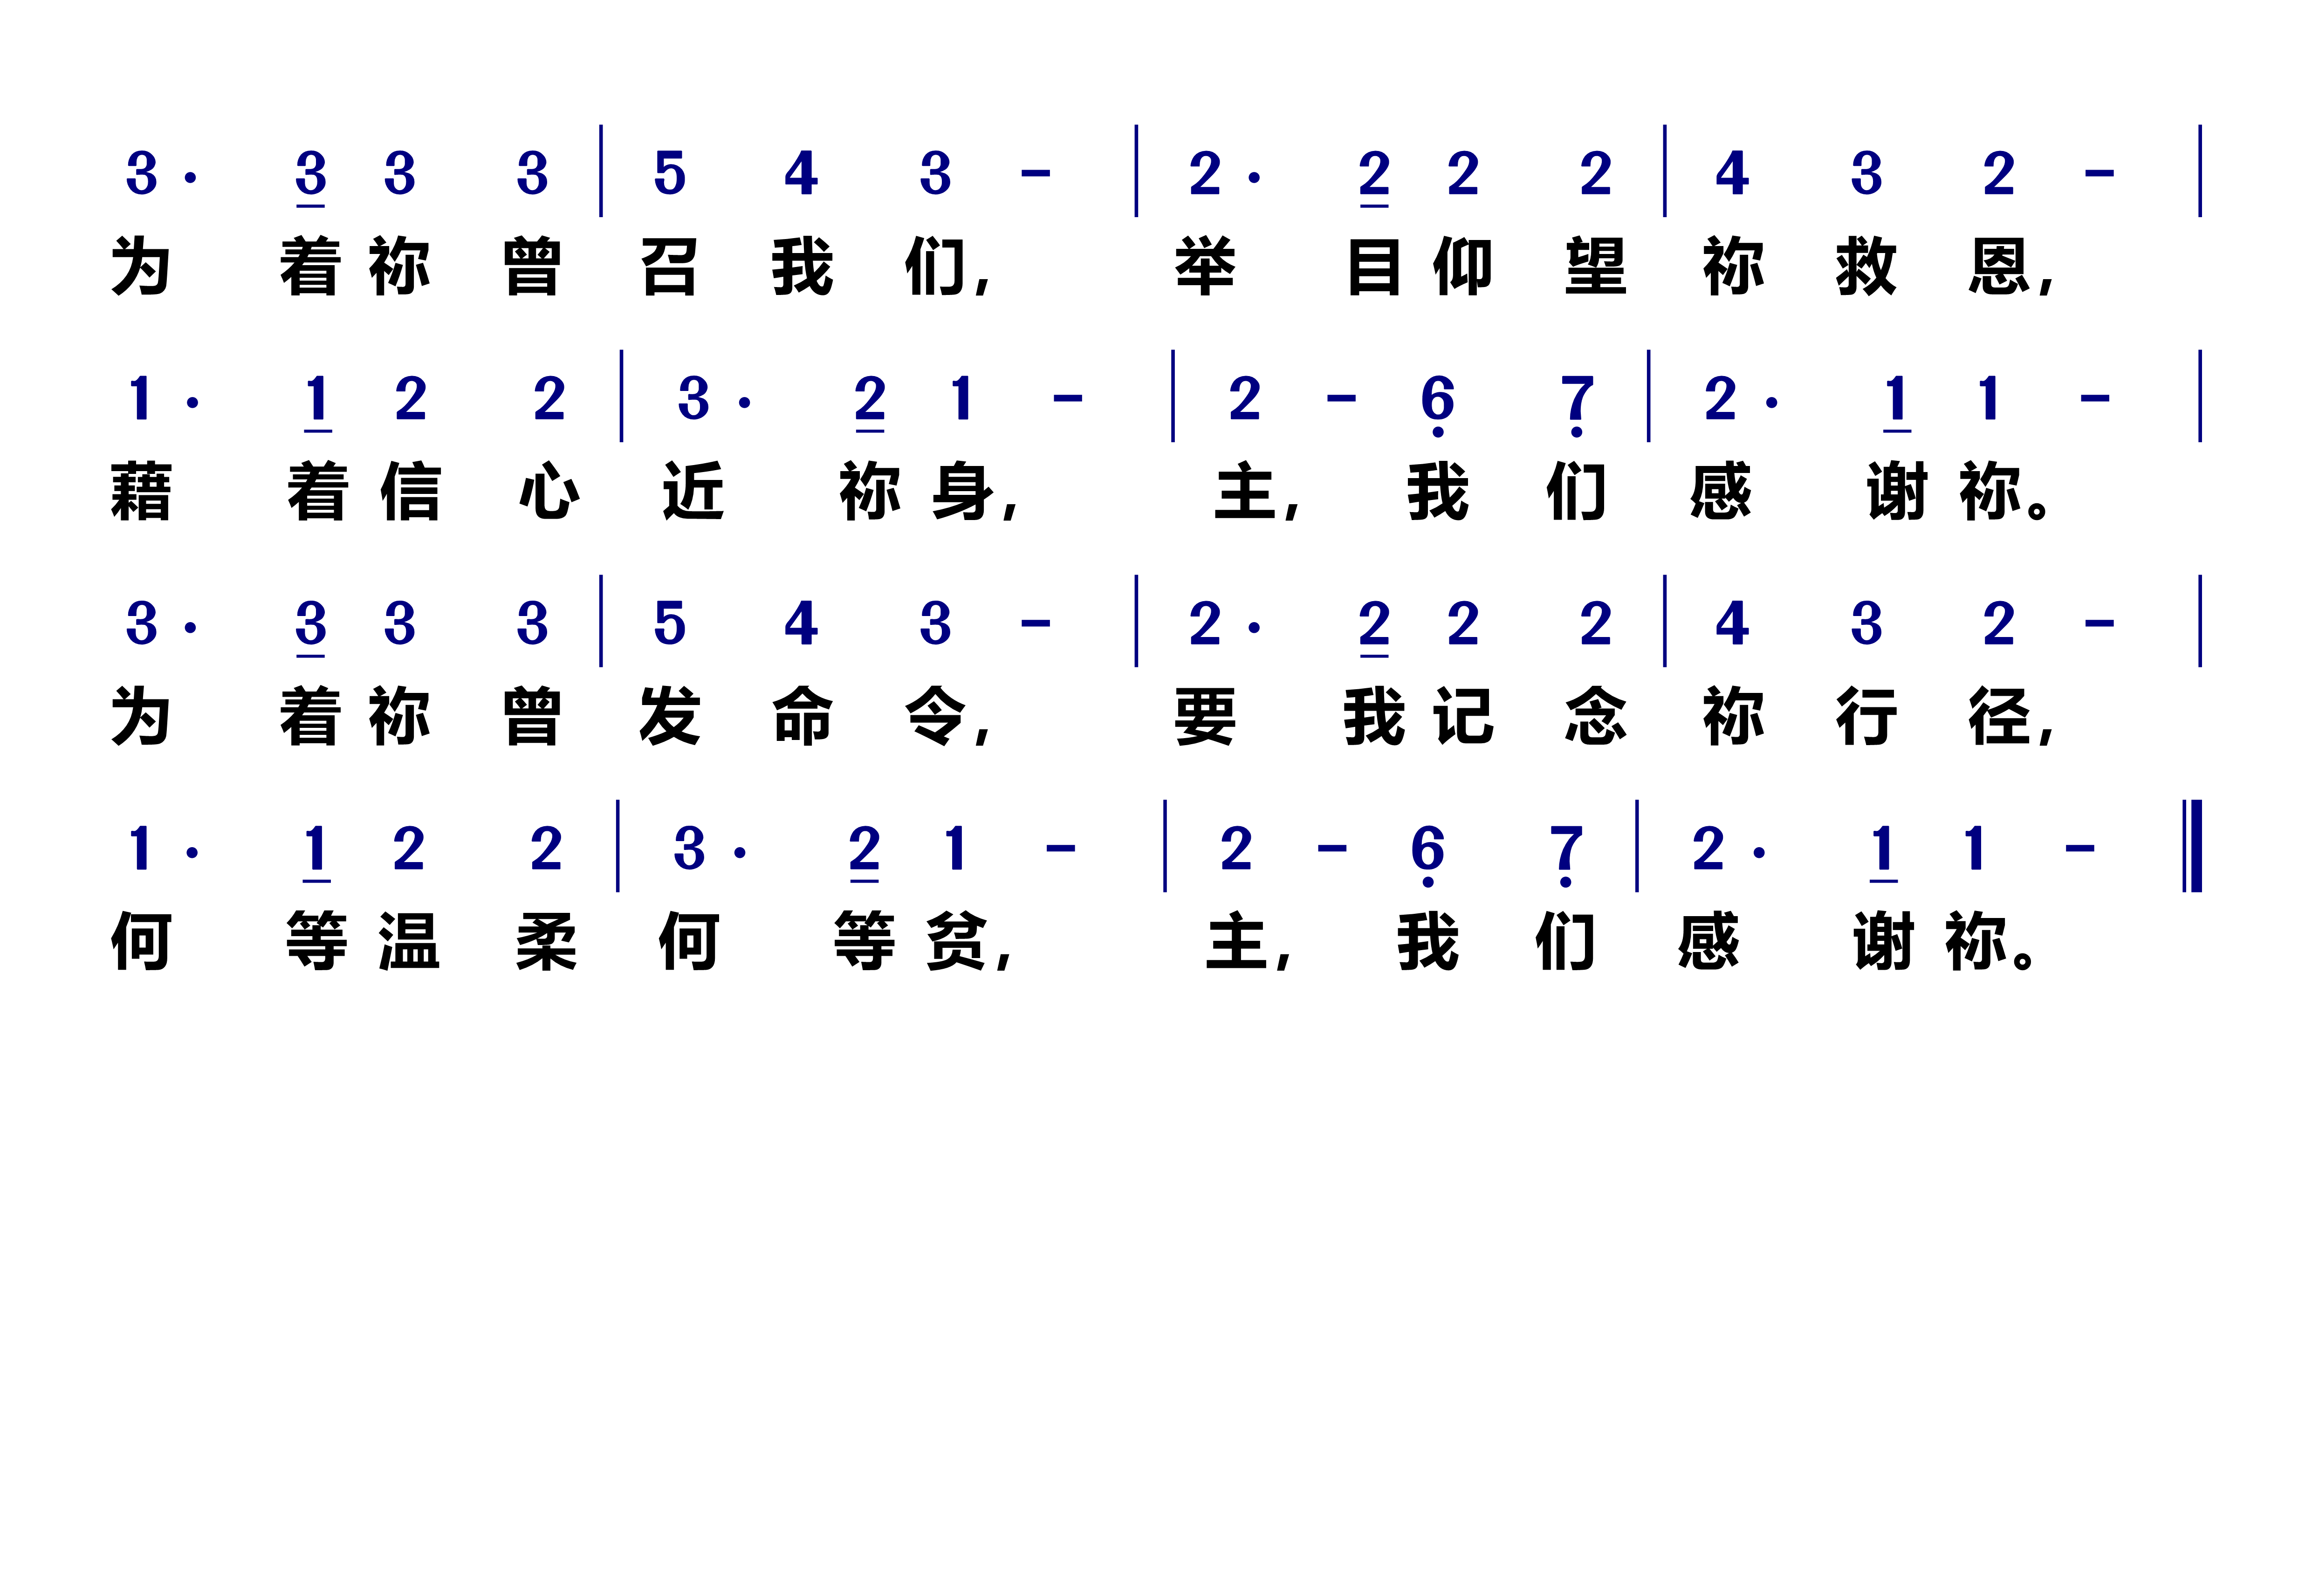 3 · 3 3 3 | 5 4 3 – | 2 · 2 2 2 | 4 3 2 – |
为着祢曾召我们,举目仰望祢救恩,
1 · 1 2 2 | 3 · 2 1 – | 2 – 6 7 | 2 · 1 1 – |
藉着信心近祢身,主,我们感谢祢。
3 · 3 3 3 | 5 4 3 – | 2 · 2 2 2 | 4 3 2 – |
为着祢曾发命令,要我记念祢行径,
1 · 1 2 2 | 3 · 2 1 – | 2 – 6 7 | 2 · 1 1 – ‖
何等温柔何等贫,主,我们感谢祢。